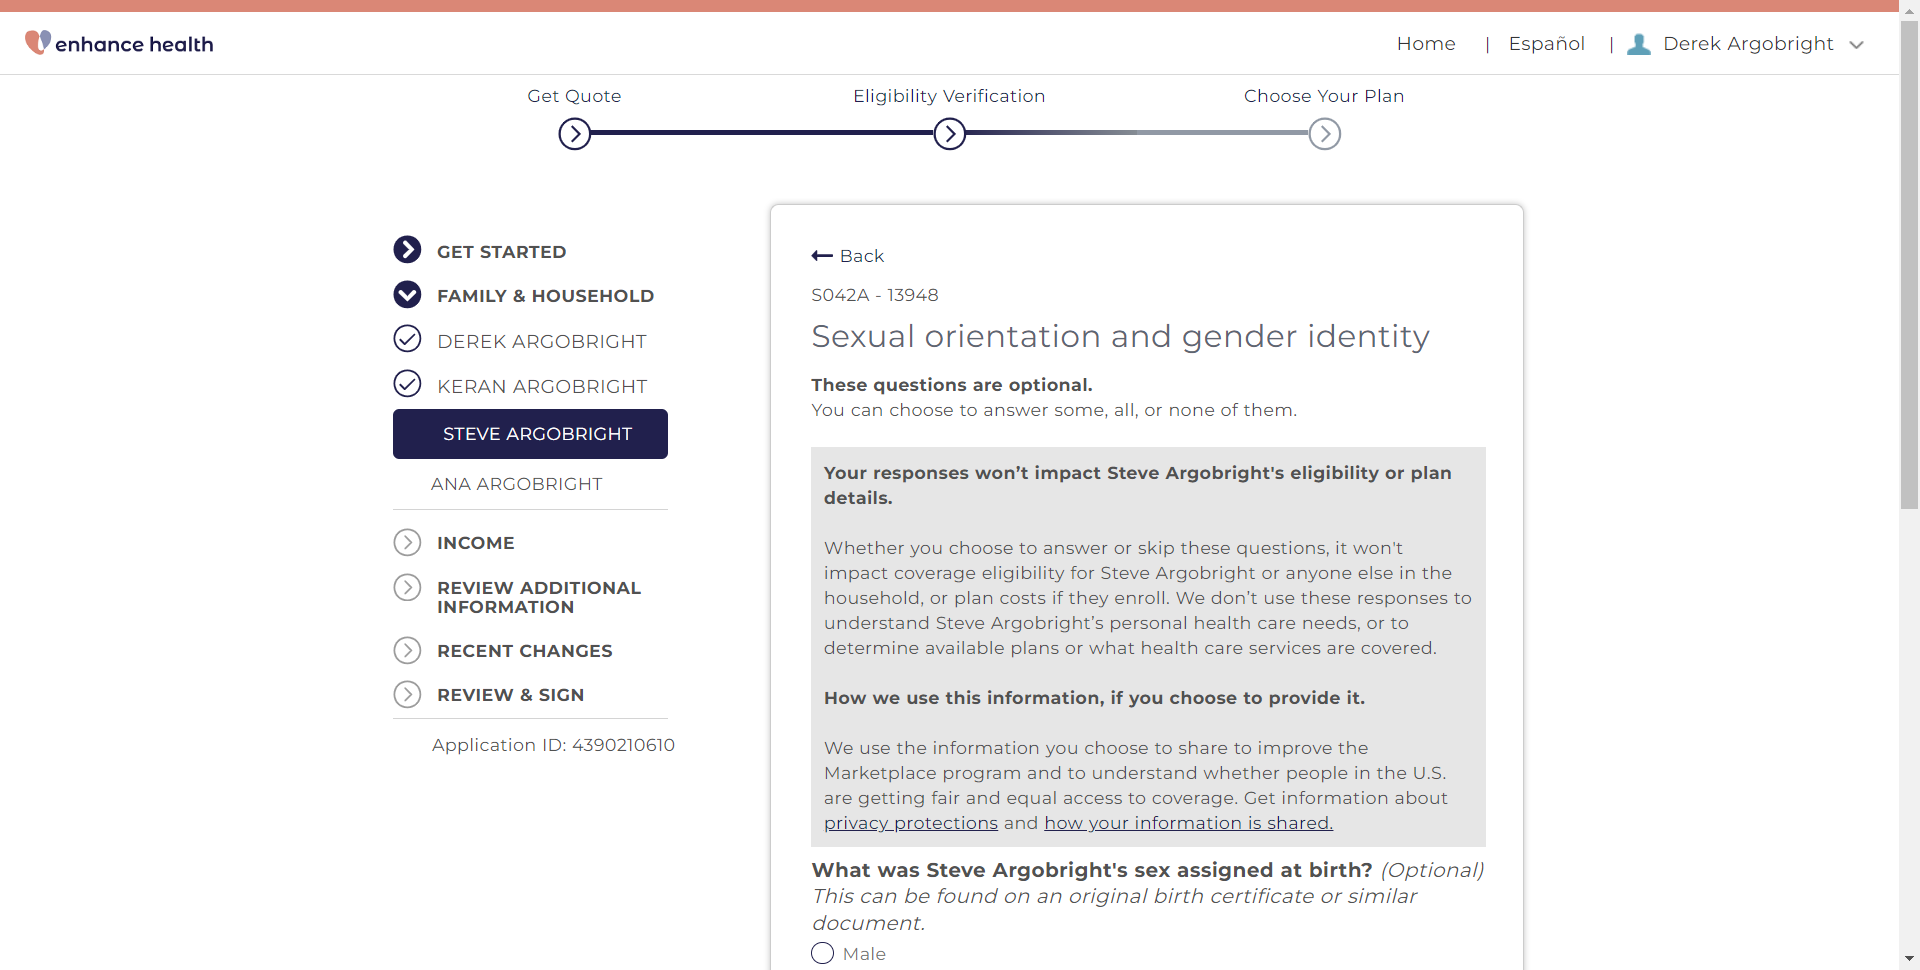 enhance health
Home | Español | Derek Argobright
Get Quote
Eligibility Verification
Choose Your Plan
GET STARTED
FAMILY & HOUSEHOLD
DEREK ARGOBRIGHT
KERAN ARGOBRIGHT
STEVE ARGOBRIGHT
ANA ARGOBRIGHT
INCOME
REVIEW ADDITIONAL
INFORMATION
RECENT CHANGES
REVIEW & SIGN
Application ID: 4390210610
Back
S042A - 13948
Sexual orientation and gender identity
These questions are optional.
You can choose to answer some, all, or none of them.
Your responses won’t impact Steve Argobright's eligibility or plan
details.
Whether you choose to answer or skip these questions, it won't
impact coverage eligibility for Steve Argobright or anyone else in the
household, or plan costs if they enroll. We don’t use these responses to
understand Steve Argobright’s personal health care needs, or to
determine available plans or what health care services are covered.
How we use this information, if you choose to provide it.
We use the information you choose to share to improve the
Marketplace program and to understand whether people in the U.S.
are getting fair and equal access to coverage. Get information about
privacy protections and how your information is shared.
What was Steve Argobright's sex assigned at birth? (Optional)
This can be found on an original birth certificate or similar
document.
Male